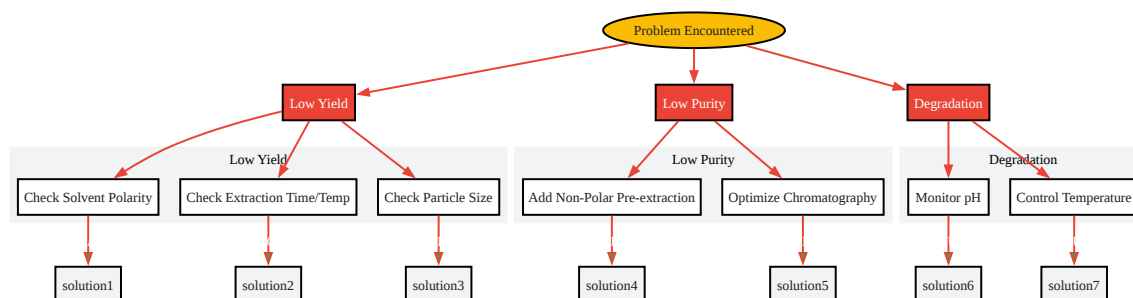 Problem Encountered
Low Yield
Low Purity
Degradation
Low Yield
Low Purity
Degradation
Check Solvent Polarity
Check Extraction Time/Temp
Check Particle Size
Add Non-Polar Pre-extraction
Optimize Chromatography
Monitor pH
Control Temperature
solution1
solution2
solution3
solution4
solution5
solution6
solution7